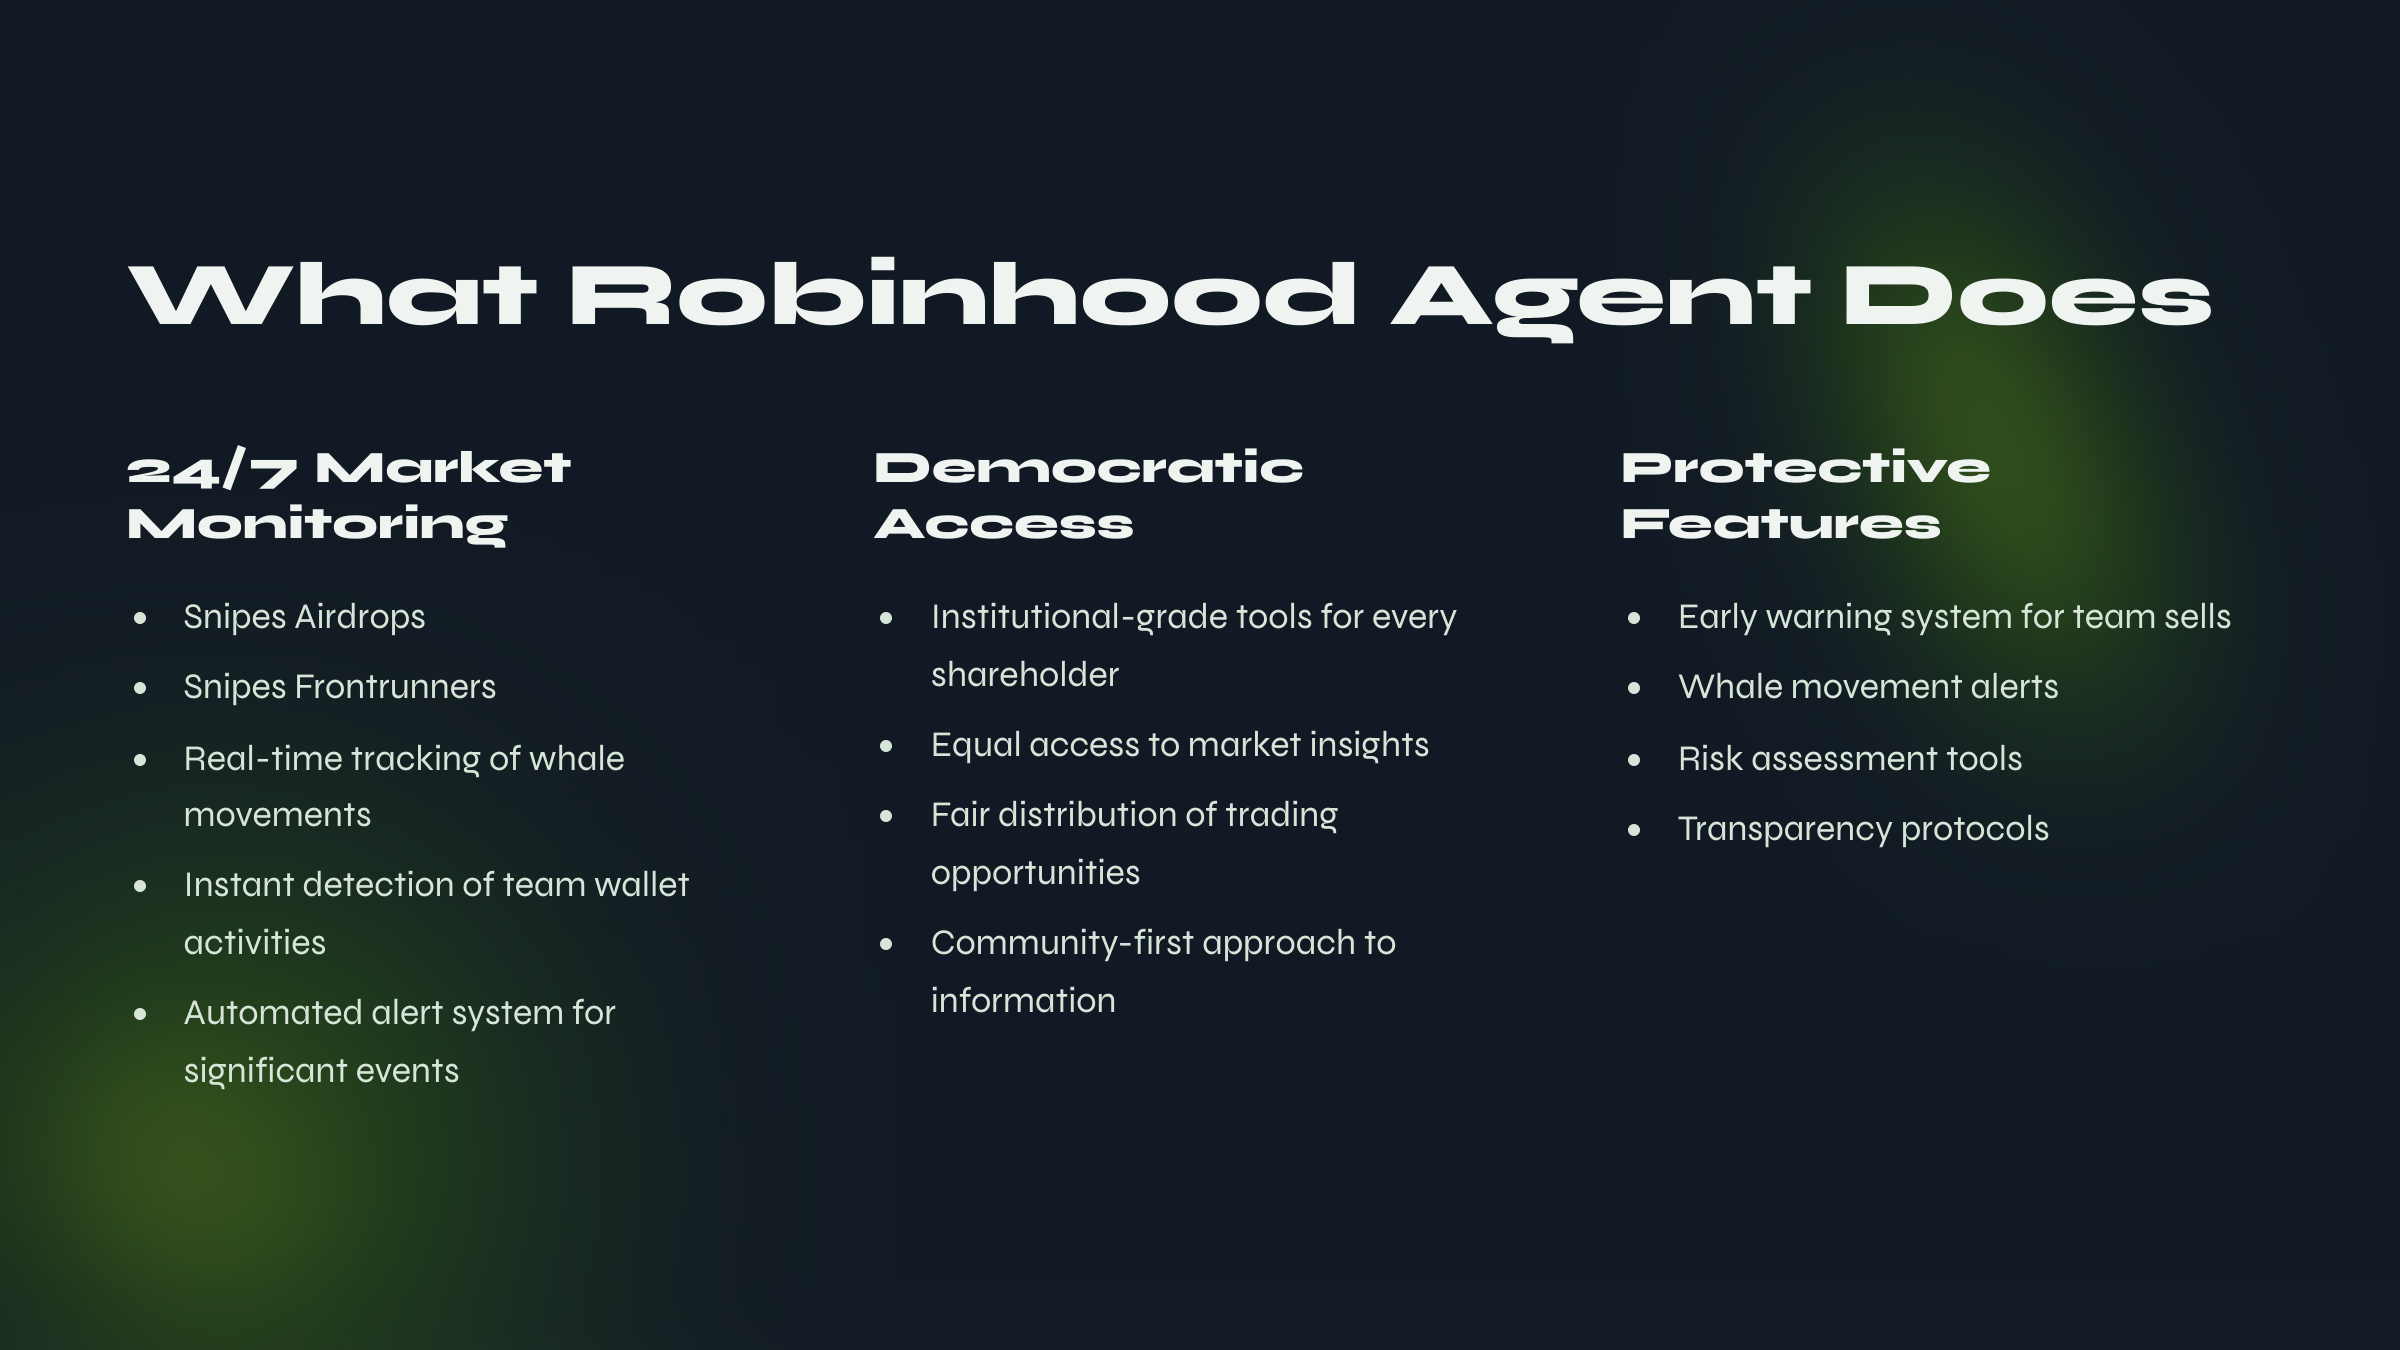 What Robinhood Agent Does
24/7 Market
Monitoring
• Snipes Airdrops
• Snipes Frontrunners
• Real-time tracking of whale
movements
• Instant detection of team wallet
activities
• Automated alert system for
significant events
Democratic
Access
• Institutional-grade tools for every
shareholder
• Equal access to market insights
• Fair distribution of trading
opportunities
• Community-first approach to
information
Protective
Features
• Early warning system for team sells
• Whale movement alerts
• Risk assessment tools
• Transparency protocols